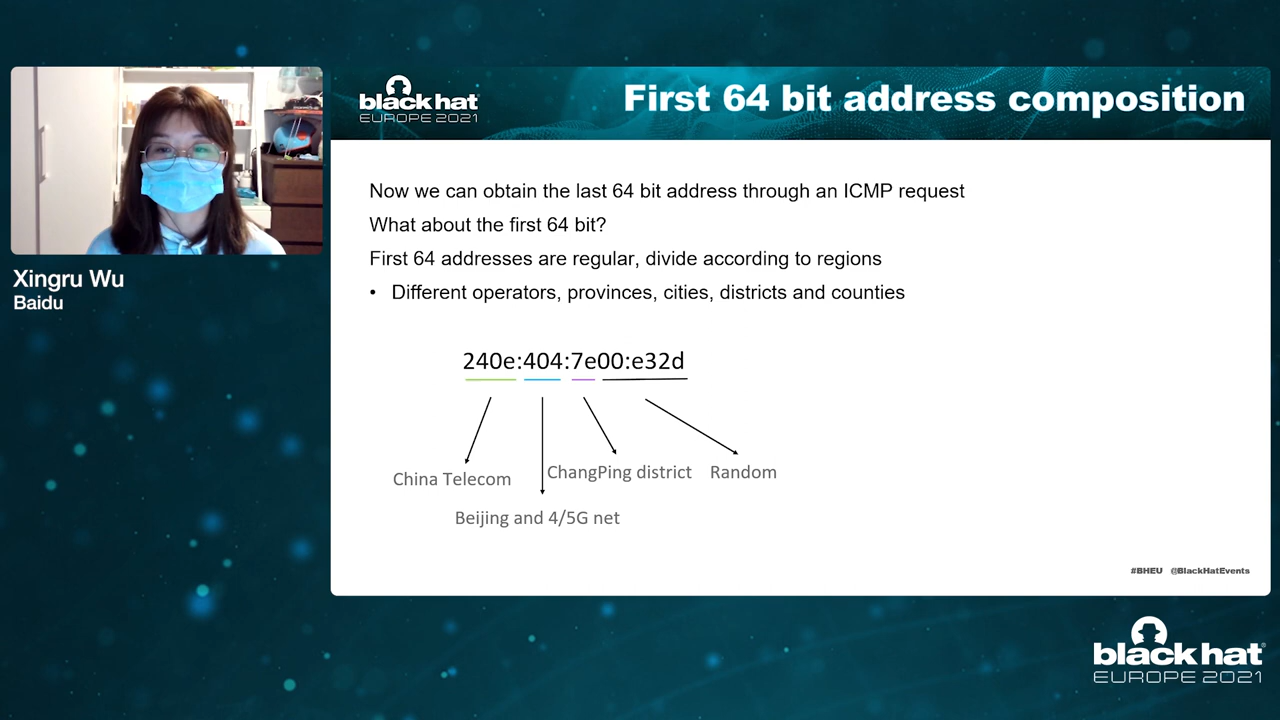 black hat
EUROPE 2021
First 64 bit address composition
Now we can obtain the last 64 bit address through an ICMP request
What about the first 64 bit?
First 64 addresses are regular, divide according to regions
• Different operators, provinces, cities, districts and counties
240e:404:7e00:e32d
China Telecom
ChangPing district
Random
Beijing and 4/5G net
#BHEU @BlackHatEvents
Xingru Wu
Baidu
black hat®
EUROPE 2021